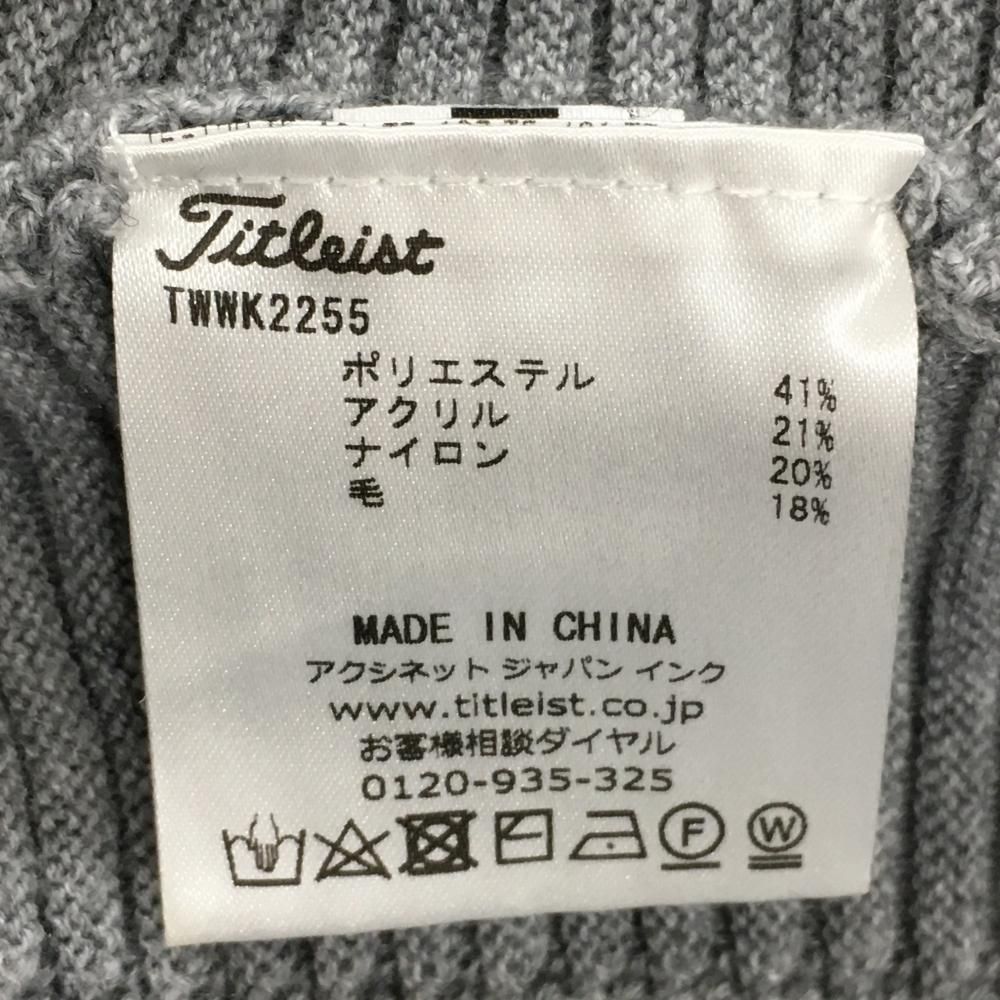 Titleist
TWWK2255
ポリエステル 41%
アクリル 21%
ナイロン 20%
毛 18%
MADE IN CHINA
アクシネット ジャパン インク
www.titleist.co.jp
お客様相談ダイヤル
0120-935-325
F W